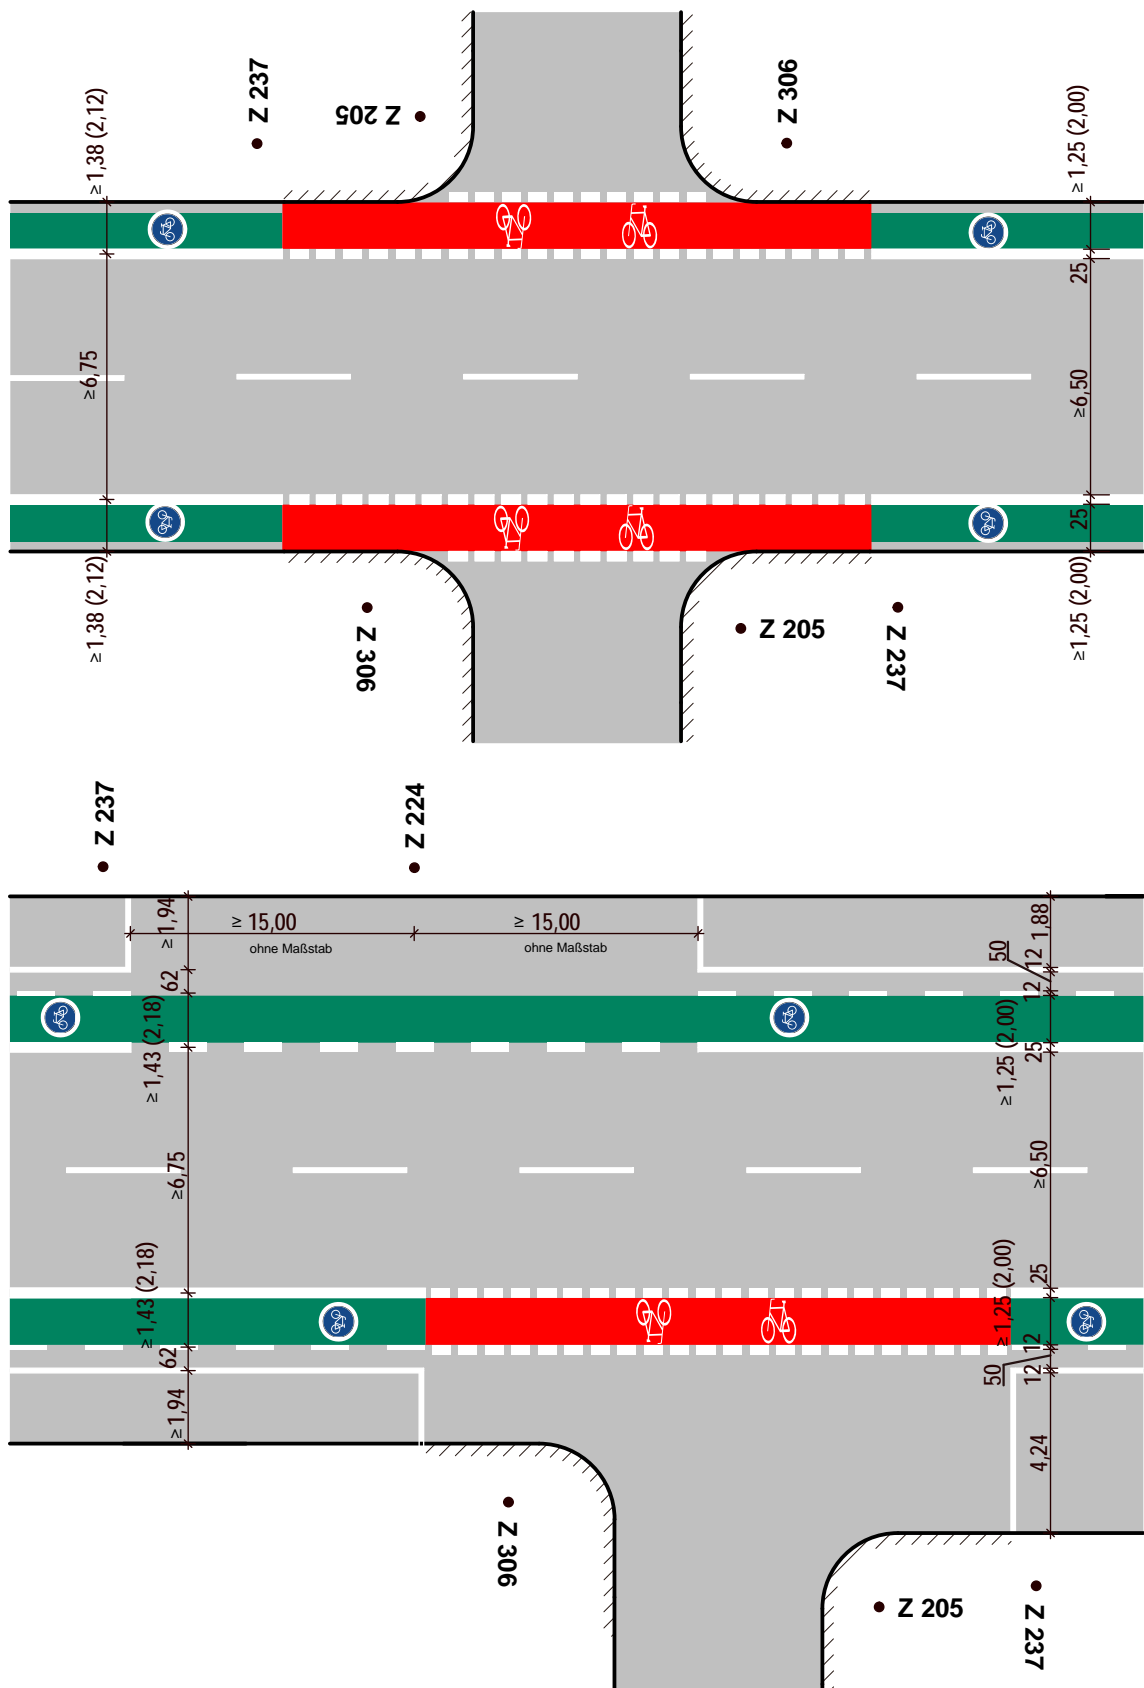 Z 237
Z 205
Z 306
≥1,38 (2,12)
≥1,25 (2,00)
25
≥6,75
≥6,50
25
≥1,38 (2,12)
≥1,25 (2,00)
Z 306
Z 205
Z 237
Z 237
Z 224
≥1,94
≥ 15,00
ohne Maßstab
≥ 15,00
ohne Maßstab
1,88
50
12
62
12
≥1,43 (2,18)
≥1,25 (2,00)
25
≥6,75
≥6,50
≥1,43 (2,18)
≥1,25 (2,00)
25
12
62
50
12
≥1,94
4,24
Z 306
Z 205
Z 237